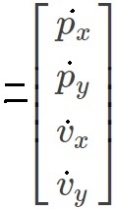 = [ṗ_x
ṗ_y
v̇_x
v̇_y]